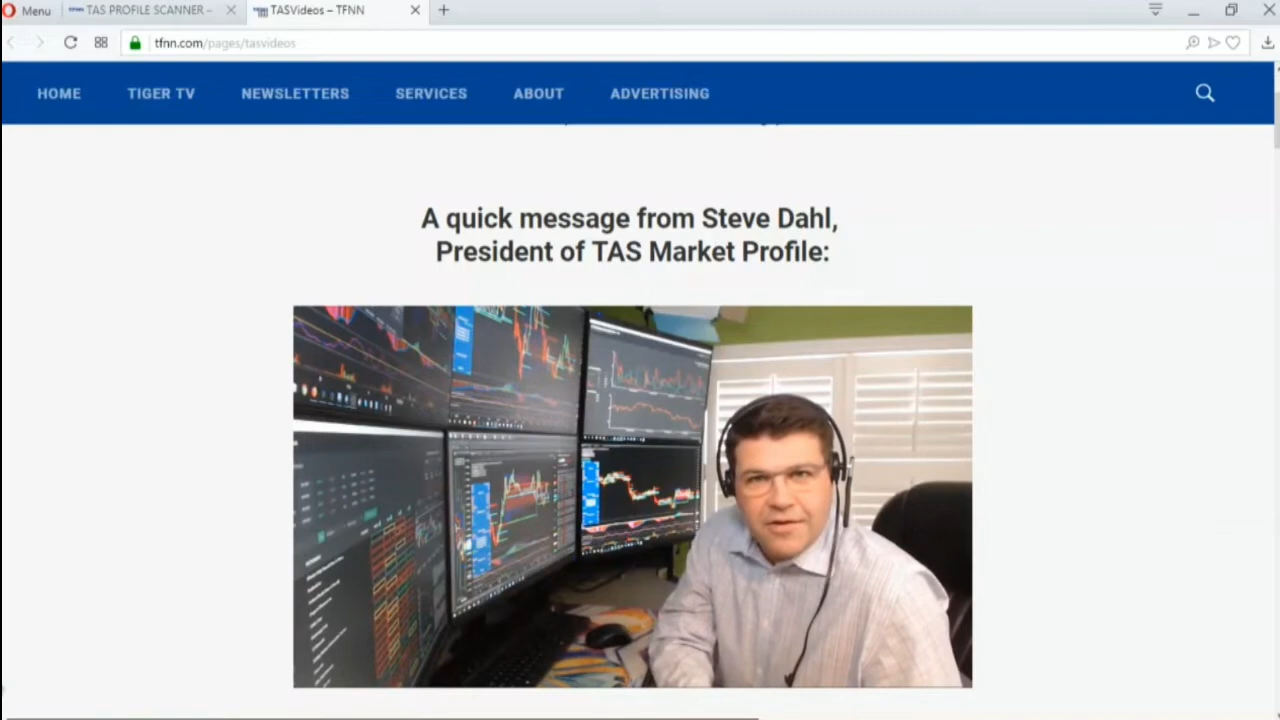 Menu
TAS PROFILE SCANNER –
TASVideos – TFNN
tfnn.com/pages/tasvideos
HOME
TIGER TV
NEWSLETTERS
SERVICES
ABOUT
ADVERTISING
A quick message from Steve Dahl,
President of TAS Market Profile: